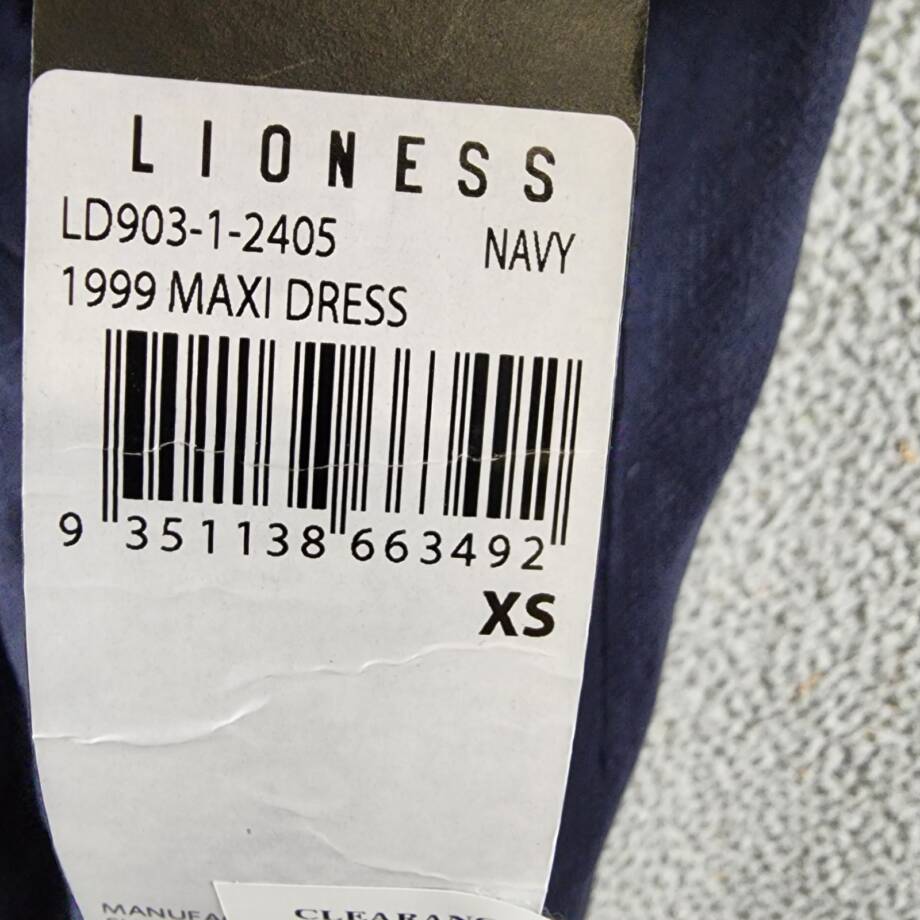 LIONESS
LD903-1-2405 NAVY
1999 MAXI DRESS
9 351138 663492
XS